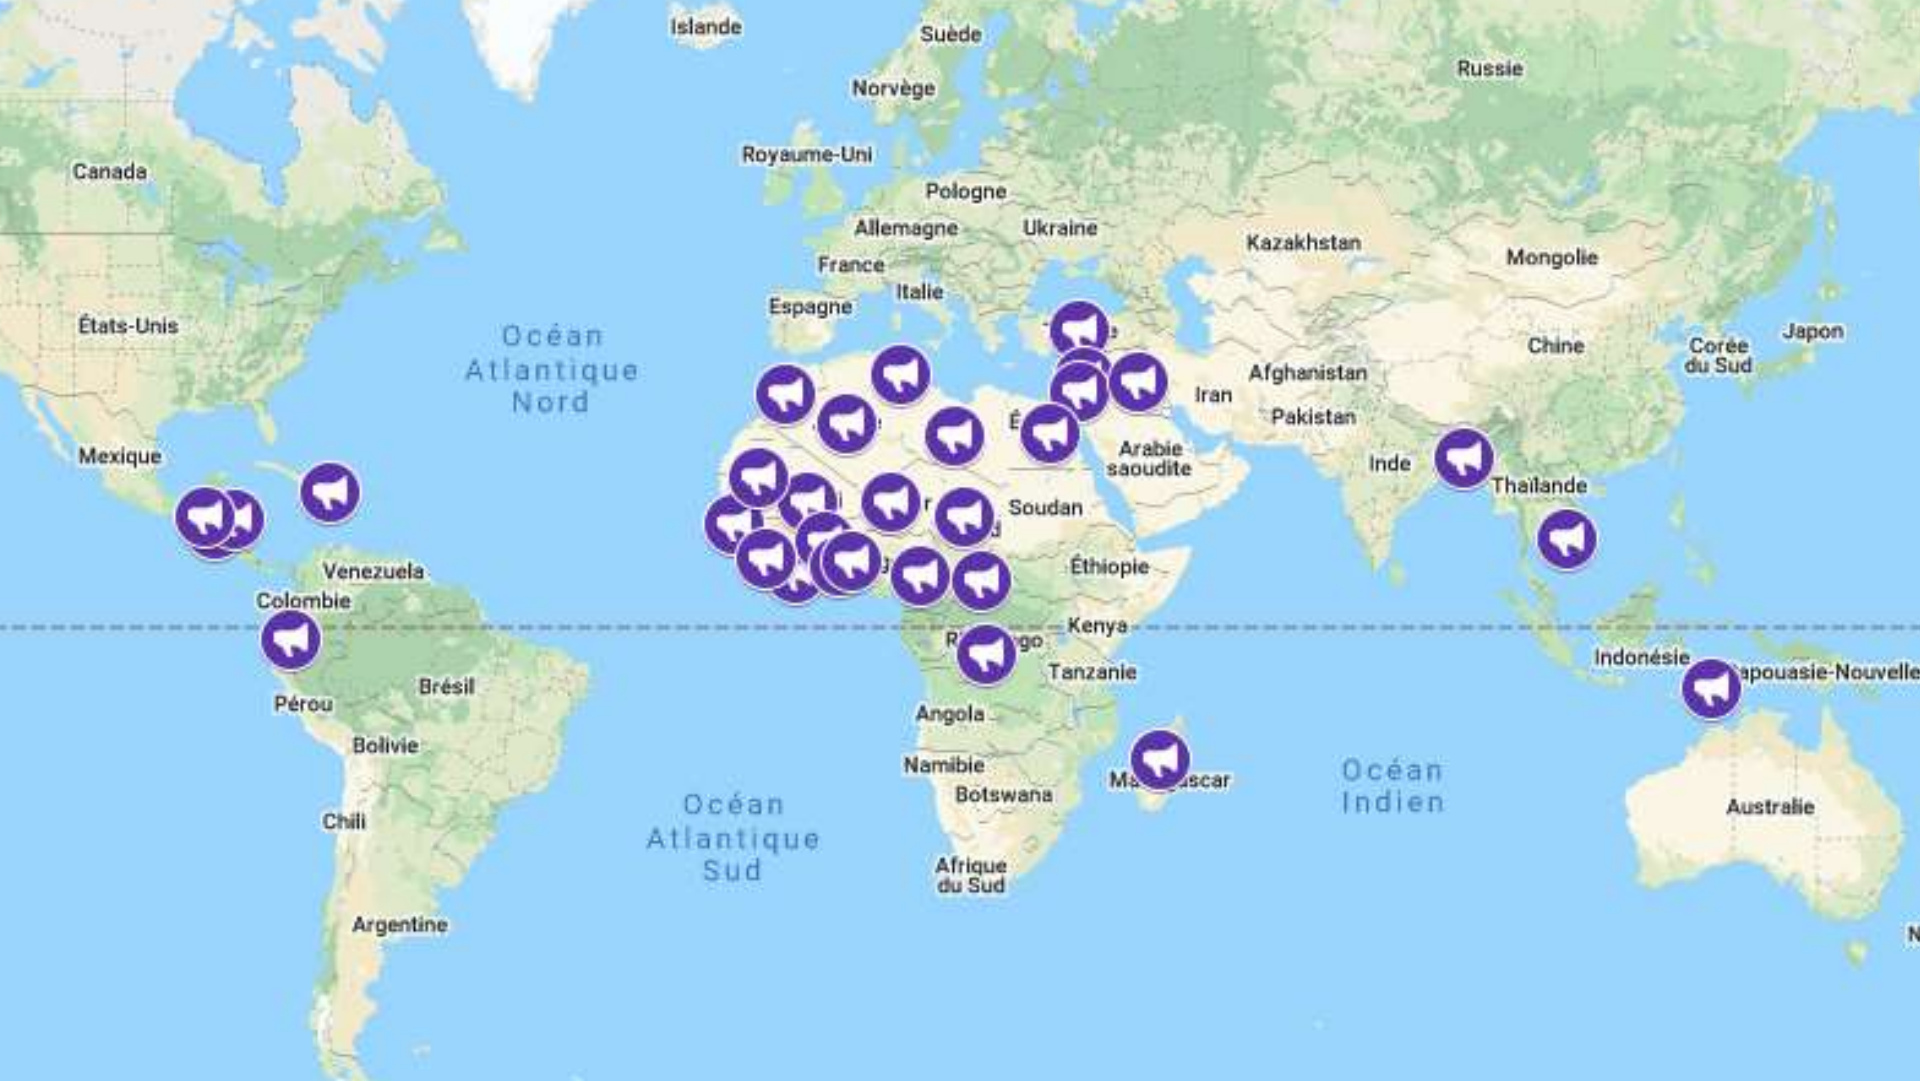 Islande
Suède
Russie
Norvège
Royaume-Uni
Canada
Pologne
Allemagne
Ukraine
Kazakhstan
Mongolie
France
Italie
Espagne
États-Unis
Océan
Atlantique
Nord
Japon
Chine
Corée
du Sud
Afghanistan
Iran
Pakistan
Mexique
Arabie
saoudite
Inde
Thaïlande
Soudan
Venezuela
Éthiopie
Colombie
Kenya
Indonésie
apouasie-Nouvelle
Tanzanie
Brésil
Pérou
Angola
Bolivie
Namibie
Océan
Indien
Botswana
Océan
Atlantique
Sud
Australie
Chili
Afrique
du Sud
Argentine